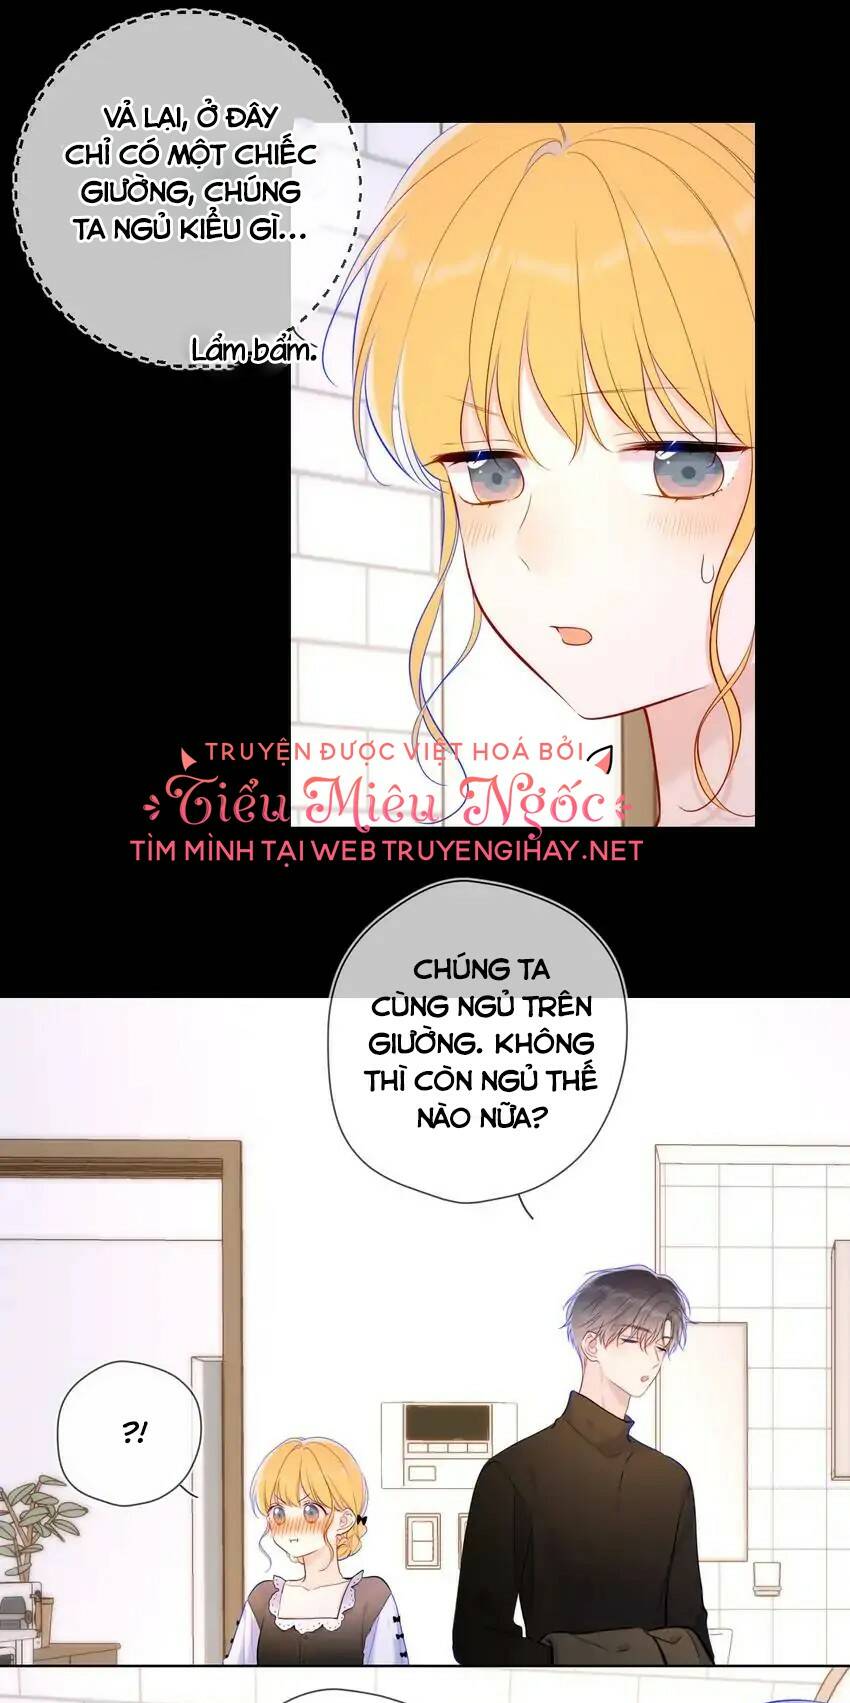 VẢ LẠI, Ở ĐÂY
CHỈ CÓ MỘT CHIẾC
GIƯỜNG, CHÚNG
TA NGỦ KIỂU GÌ...
Lẩm bẩm.
TRUYỆN ĐƯỢC VIỆT HOÁ BỞI
Tiểu Miêu Ngốc
TÌM MÌNH TẠI WEB TRUYENGIHAY.NET
CHÚNG TA
CÙNG NGỦ TRÊN
GIƯỜNG. KHÔNG
THÌ CÒN NGỦ THẾ
NÀO NỮA?
?!